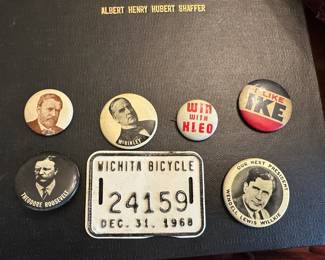 ALBERT HENRY HUBERT SHAFFER
McKINLEY
WIN
WITH
KLEO
I LIKE
IKE
THEODORE ROOSEVELT
WICHITA BICYCLE
24159
DEC. 31. 1968
OUR NEXT PRESIDENT
WENDELL LEWIS WILLKIE